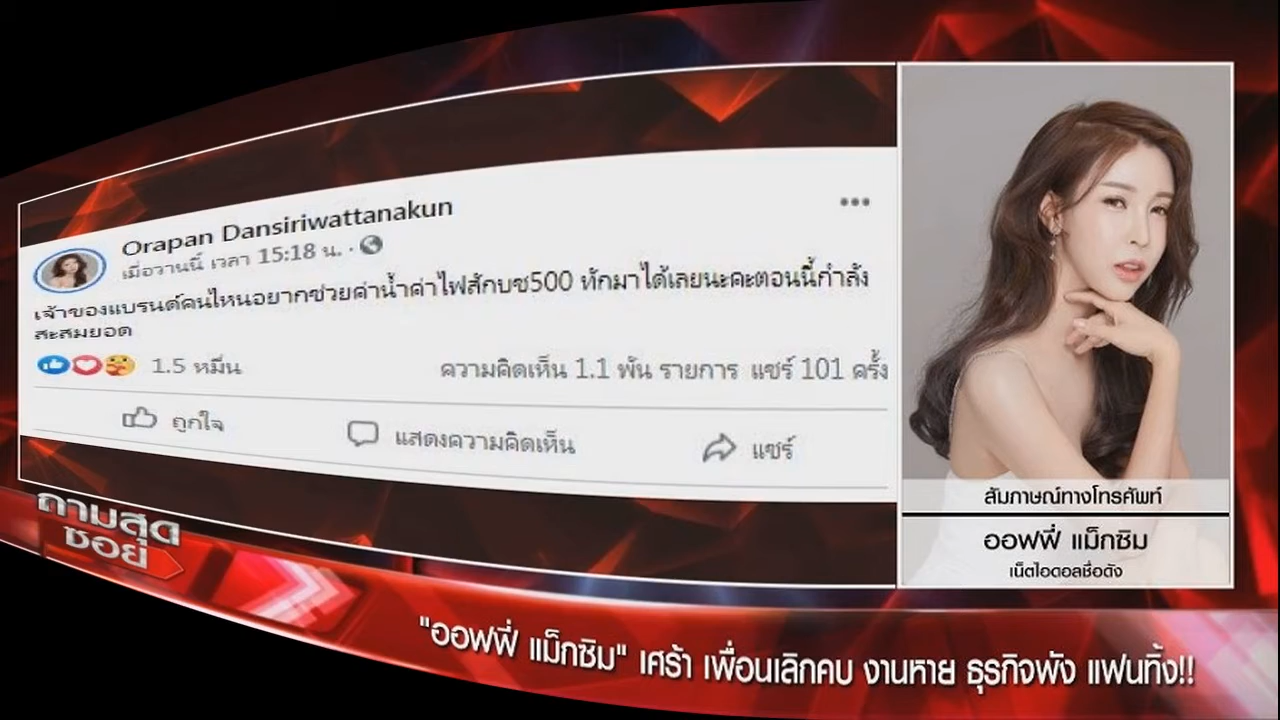 Orapan Dansiriwattanakun
เมื่อวานนี้ เวลา 15:18 น. ·
เจ้าของแบรนด์คนไหนอยากช่วยค่าน้ำค่าไฟสักบช500 ทักมาได้เลยนะคะตอนนี้กำลัง
สะสมยอด
1.5 หมื่น ความคิดเห็น 1.1 พัน รายการ แชร์ 101 ครั้ง
ถูกใจ แสดงความคิดเห็น แชร์
สัมภาษณ์ทางโทรศัพท์
ออฟฟี่ แม็กซิม
เน็ตไอดอลชื่อดัง
ถามสุด
ซอย
"ออฟฟี่ แม็กซิม" เศร้า เพื่อนเลิกคบ งานหาย ธุรกิจพัง แฟนทิ้ง!!